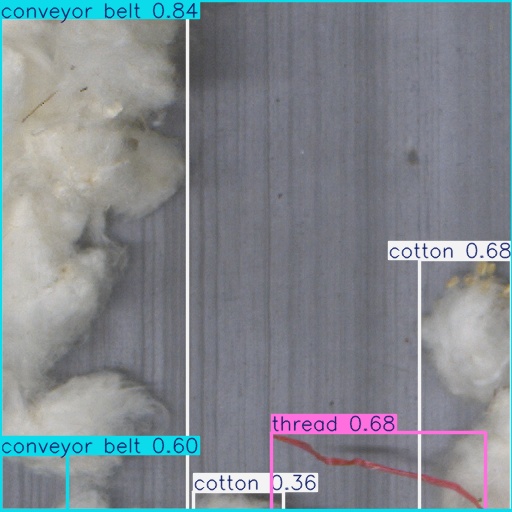 conveyor belt 0.84
cotton 0.68
thread 0.68
conveyor belt 0.60
cotton 0.36